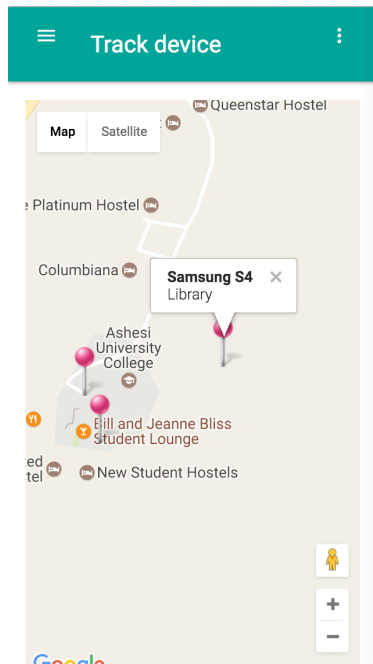 Track device
Queenstar Hostel
Map
Satellite
Platinum Hostel
Columbiana
Samsung S4
Library
Ashesi
University
College
Bill and Jeanne Bliss
Student Lounge
New Student Hostels
Google